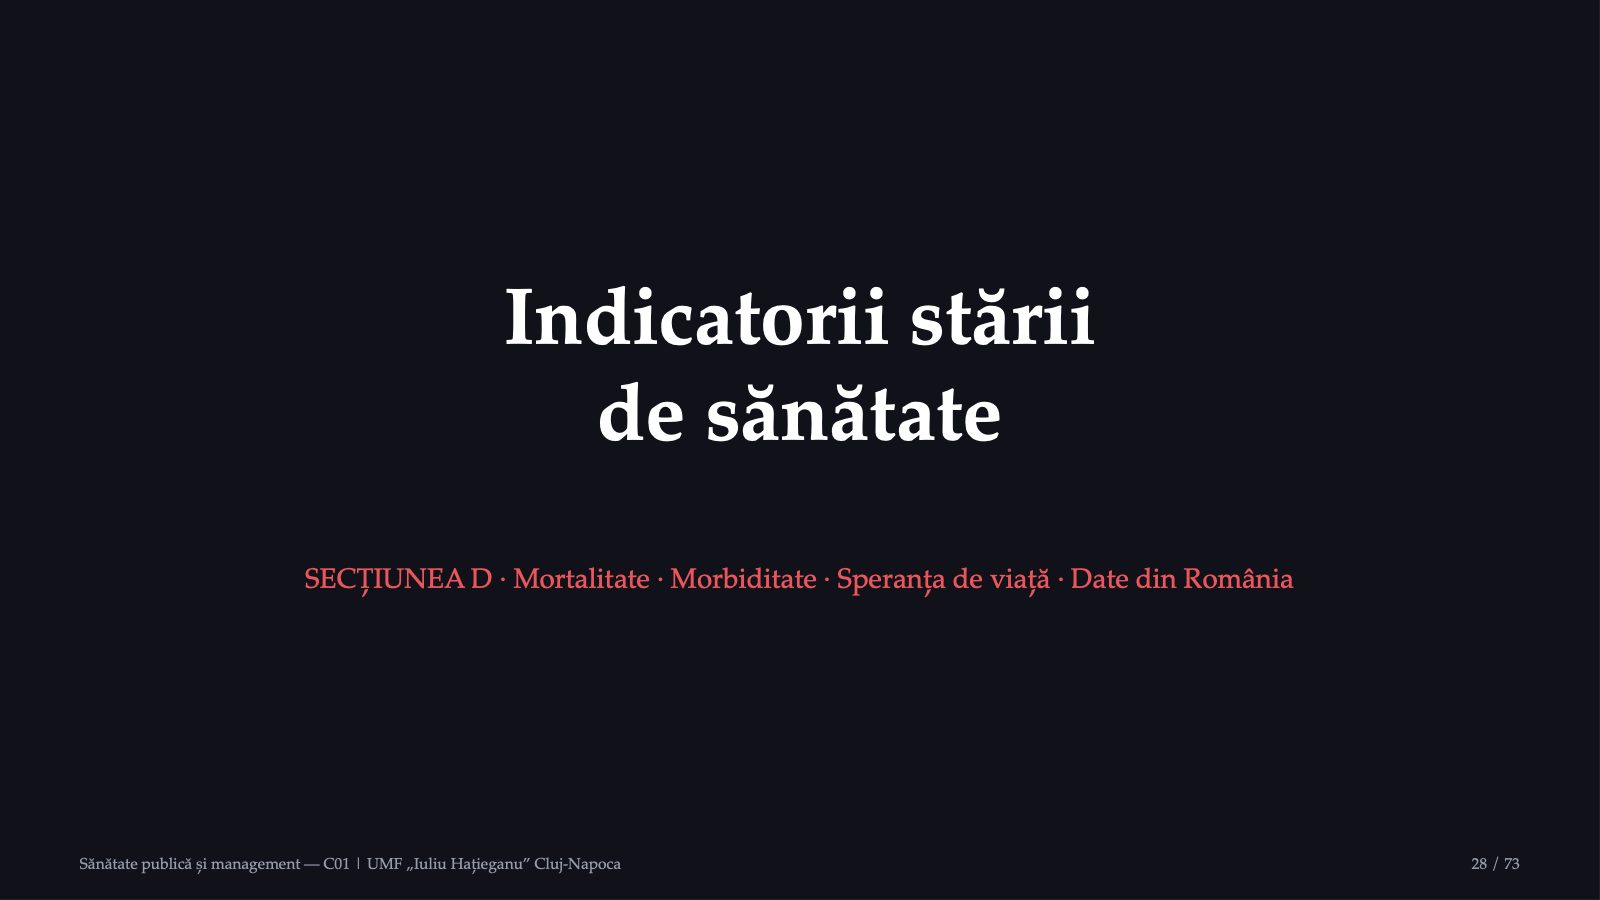 Indicatorii stării
de sănătate
SECȚIUNEA D · Mortalitate · Morbiditate · Speranța de viață · Date din România
Sănătate publică și management — C01 | UMF „Iuliu Hațieganu” Cluj-Napoca
28 / 73